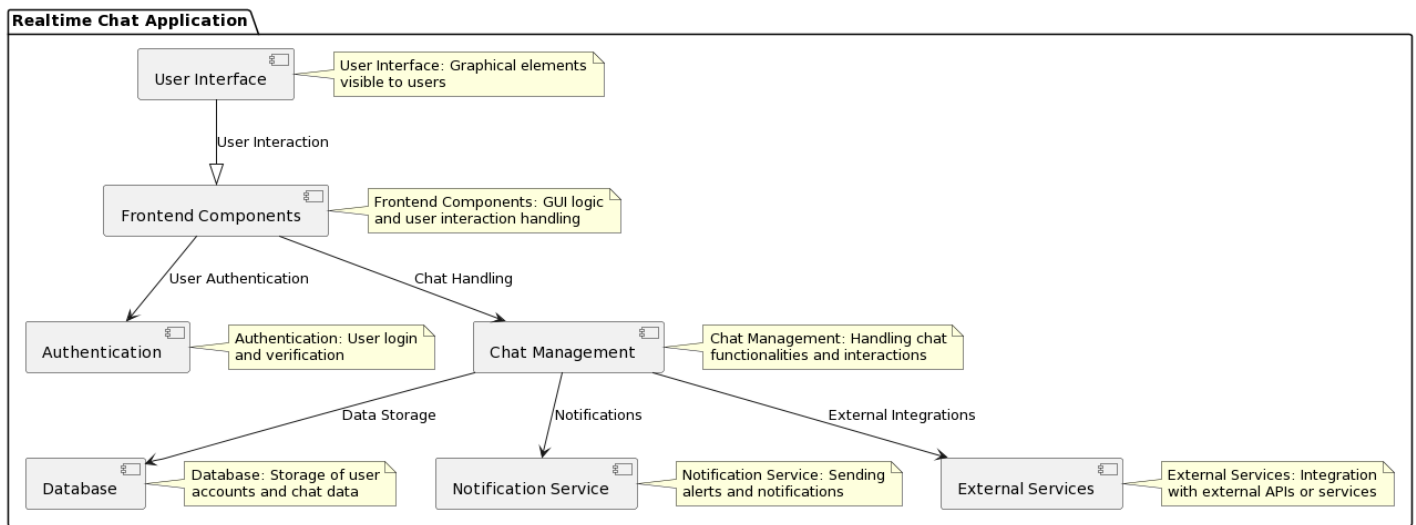 Realtime Chat Application
User Interface
User Interface: Graphical elements
visible to users
User Interaction
Frontend Components
Frontend Components: GUI logic
and user interaction handling
User Authentication
Chat Handling
Authentication
Authentication: User login
and verification
Chat Management
Chat Management: Handling chat
functionalities and interactions
Data Storage
Notifications
External Integrations
Database
Database: Storage of user
accounts and chat data
Notification Service
Notification Service: Sending
alerts and notifications
External Services
External Services: Integration
with external APIs or services